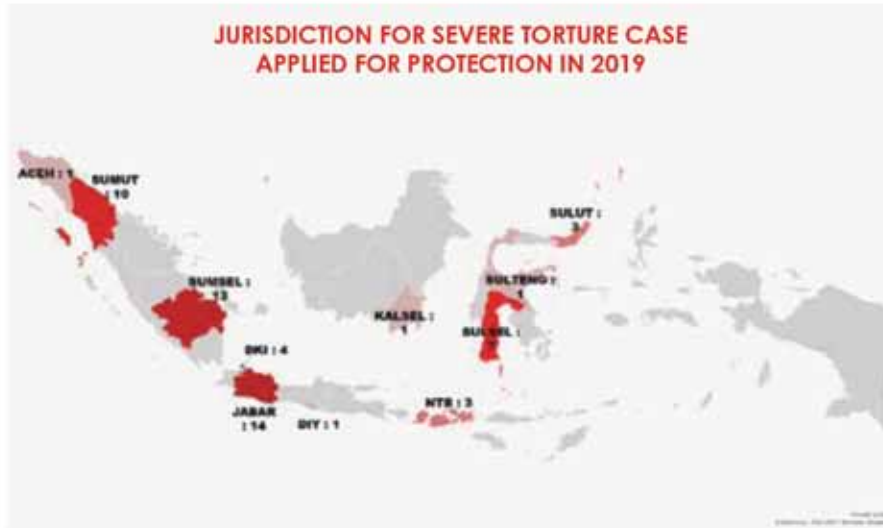 JURISDICTION FOR SEVERE TORTURE CASE
APPLIED FOR PROTECTION IN 2019
ACEH : 1
SUMUT
: 10
SULUT :
3
SUMSEL :
13
SULTENG :
1
KALSEL :
1
SULSEL :
DKI : 4
NTB : 3
JABAR
: 14
DIY : 1